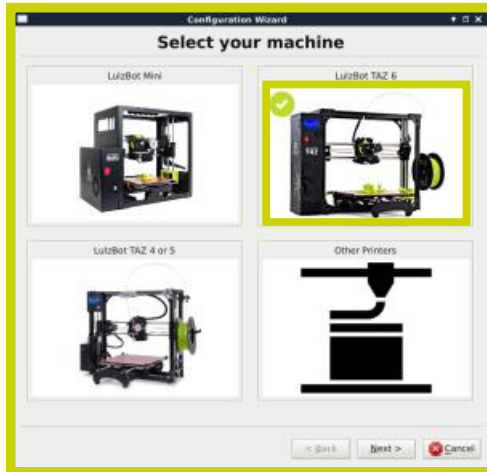 Configuration Wizard
Select your machine
LulzBot Mini
LulzBot TAZ 6
TAZ
LulzBot TAZ 4 or 5
Other Printers
< Back
Next >
Cancel